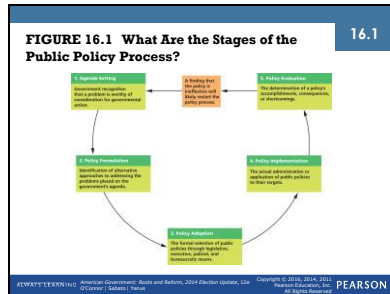 FIGURE 16.1 What Are the Stages of the
Public Policy Process?
16.1
1. Agenda Setting
Government recognition
that a problem is worthy of
consideration for governmental
action.
A finding that
the policy is
ineffective will
likely restart the
policy process.
5. Policy Evaluation
The determination of a policy's
accomplishments, consequences,
or shortcomings.
2. Policy Formulation
Identification of alternative
approaches to addressing the
problems placed on the
government's agenda.
4. Policy Implementation
The actual administration or
application of public policies
to their targets.
3. Policy Adoption
The formal selection of public
policies through legislative,
executive, judicial, and
bureaucratic means.
ALWAYS LEARNING
American Government: Roots and Reform, 2014 Election Update, 12e
O'Connor | Sabato | Yanus
Copyright © 2016, 2014, 2011
Pearson Education, Inc.
All Rights Reserved
PEARSON